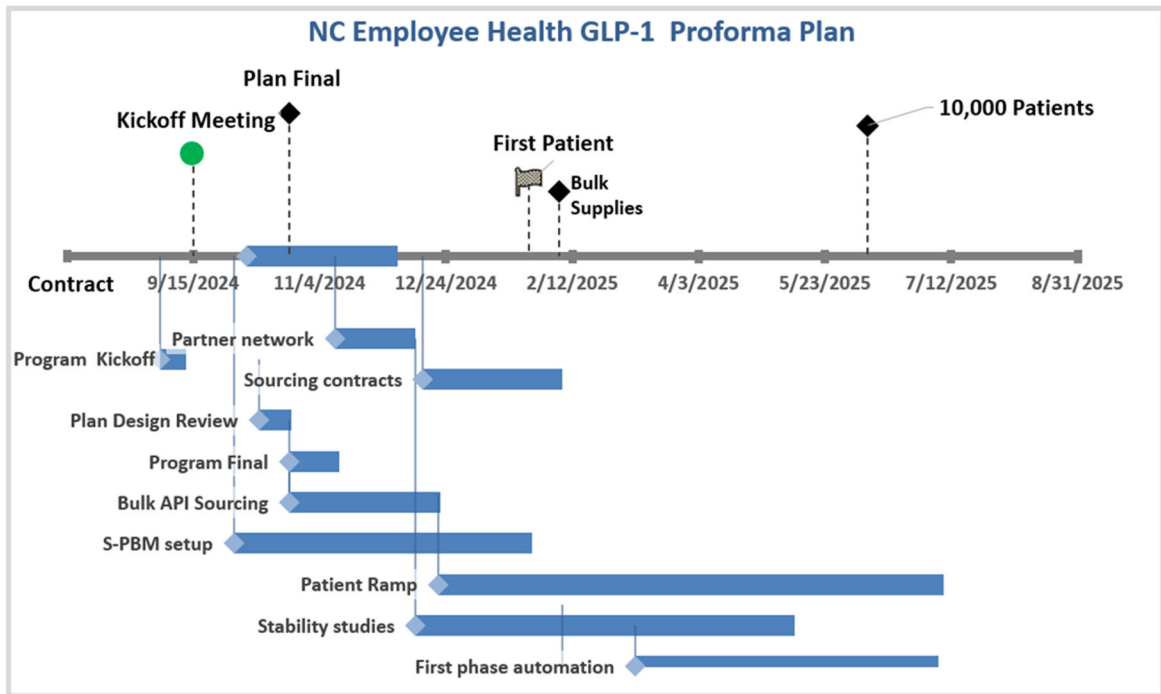 NC Employee Health GLP-1 Proforma Plan
Plan Final
Kickoff Meeting
10,000 Patients
First Patient
Bulk
Supplies
Contract
9/15/2024
11/4/2024
12/24/2024
2/12/2025
4/3/2025
5/23/2025
7/12/2025
8/31/2025
Partner network
Program Kickoff
Sourcing contracts
Plan Design Review
Program Final
Bulk API Sourcing
S-PBM setup
Patient Ramp
Stability studies
First phase automation